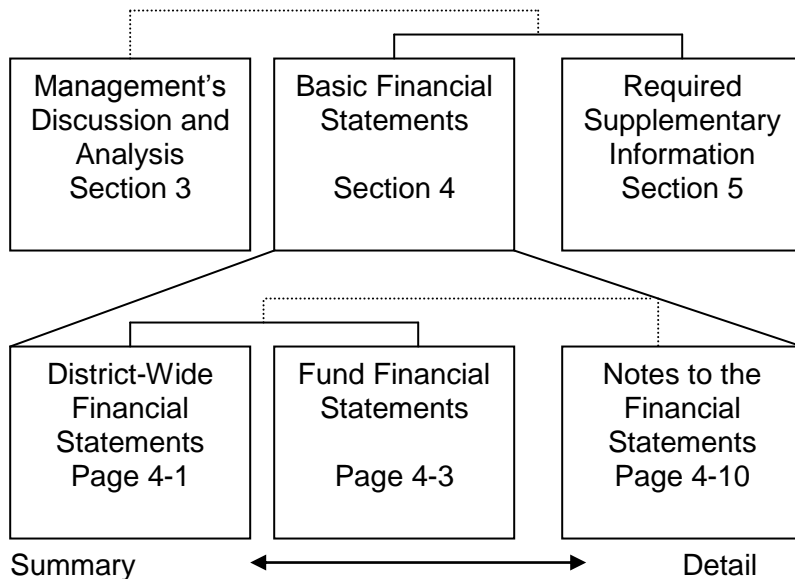 Management’s
Discussion and
Analysis
Section 3
Basic Financial
Statements
Section 4
Required
Supplementary
Information
Section 5
District-Wide
Financial
Statements
Page 4-1
Fund Financial
Statements
Page 4-3
Notes to the
Financial
Statements
Page 4-10
Summary
Detail